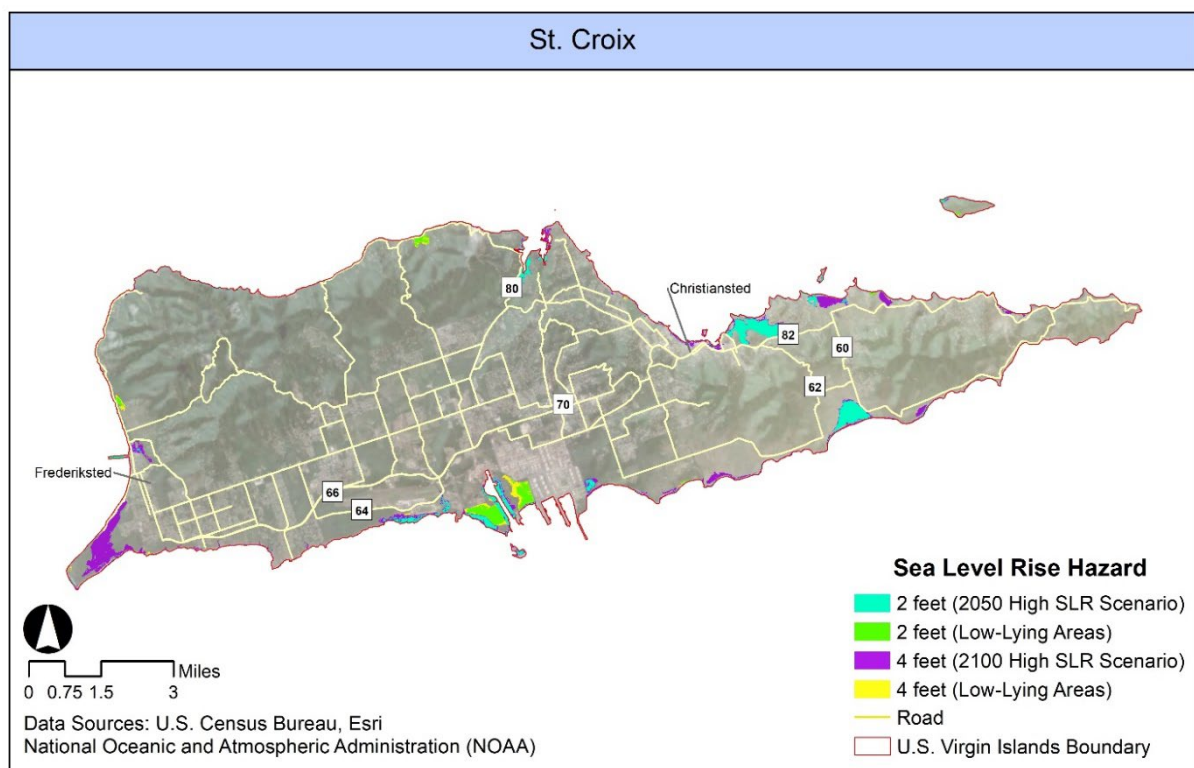 St. Croix
Christiansted
80
82
60
62
70
Frederiksted
66
64
Sea Level Rise Hazard
2 feet (2050 High SLR Scenario)
2 feet (Low-Lying Areas)
4 feet (2100 High SLR Scenario)
4 feet (Low-Lying Areas)
Road
U.S. Virgin Islands Boundary
Miles
0 0.75 1.5 3
Data Sources: U.S. Census Bureau, Esri
National Oceanic and Atmospheric Administration (NOAA)